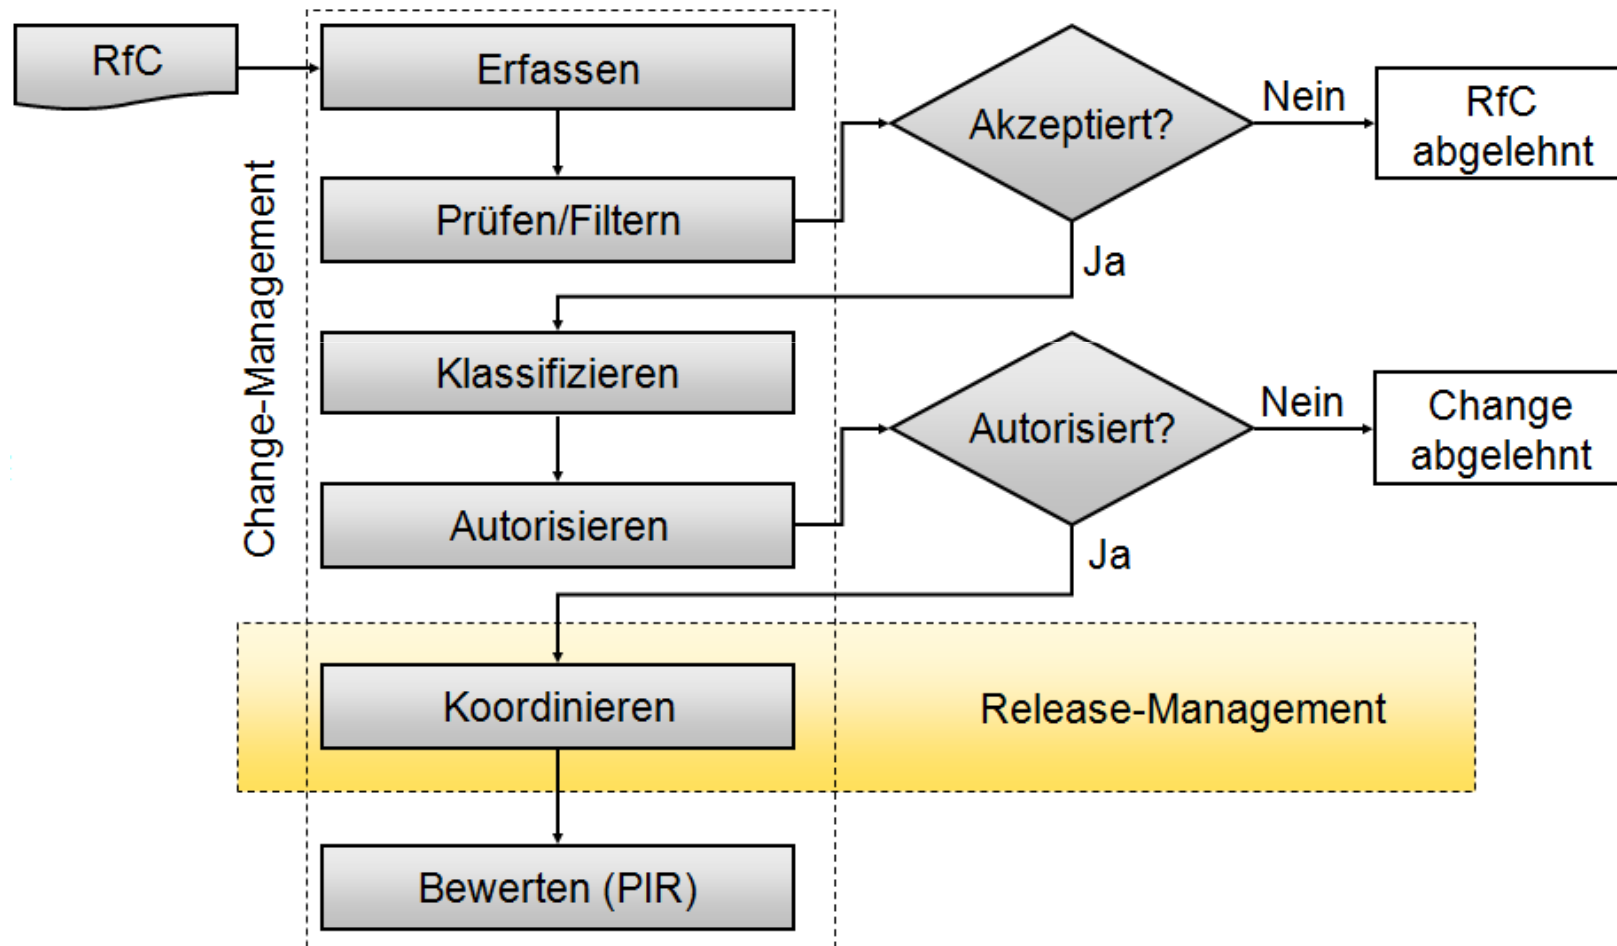 RfC
Erfassen
Akzeptiert?
Nein
RfC
abgelehnt
Prüfen/Filtern
Ja
Change-Management
Klassifizieren
Autorisiert?
Nein
Change
abgelehnt
Autorisieren
Ja
Koordinieren
Release-Management
Bewerten (PIR)